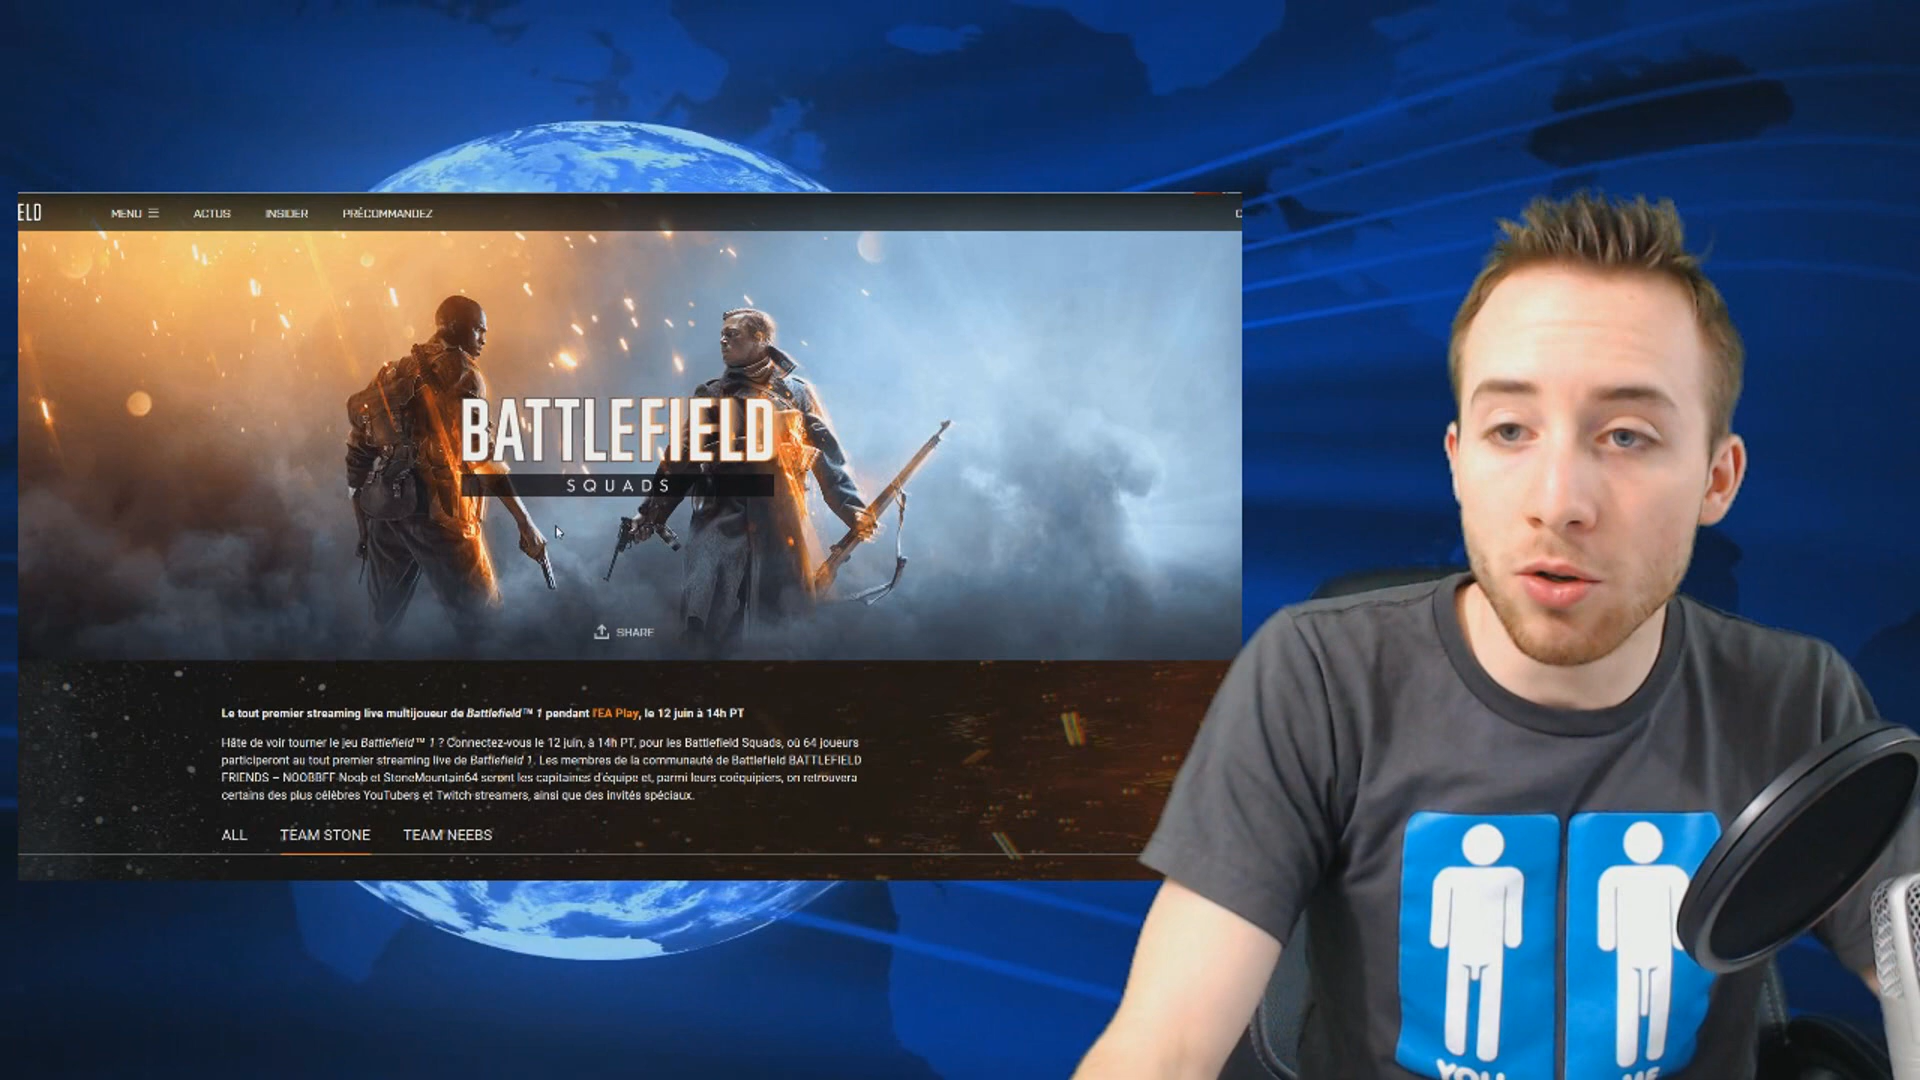 ELD
MENU ACTUS INSIDER PRÉCOMMANDEZ C
BATTLEFIELD
SQUADS
SHARE
Le tout premier streaming live multijoueur de Battlefield™ 1 pendant l'EA Play, le 12 juin à 14h PT
Hâte de voir tourner le jeu Battlefield™ 1 ? Connectez-vous le 12 juin, à 14h PT, pour les Battlefield Squads, où 64 joueurs
participeront au tout premier streaming live de Battlefield 1. Les membres de la communauté de Battlefield BATTLEFIELD
FRIENDS – NOOBBFF Noob et StoneMountain64 seront les capitaines d'équipe et, parmi leurs coéquipiers, on retrouvera
certains des plus célèbres YouTubers et Twitch streamers, ainsi que des invités spéciaux.
ALL TEAM STONE TEAM NEEBS
YOU ME